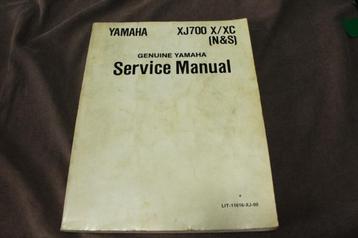 YAMAHA XJ700 X/XC
(N&S)
GENUINE YAMAHA
Service Manual
LIT-11616-XJ-00